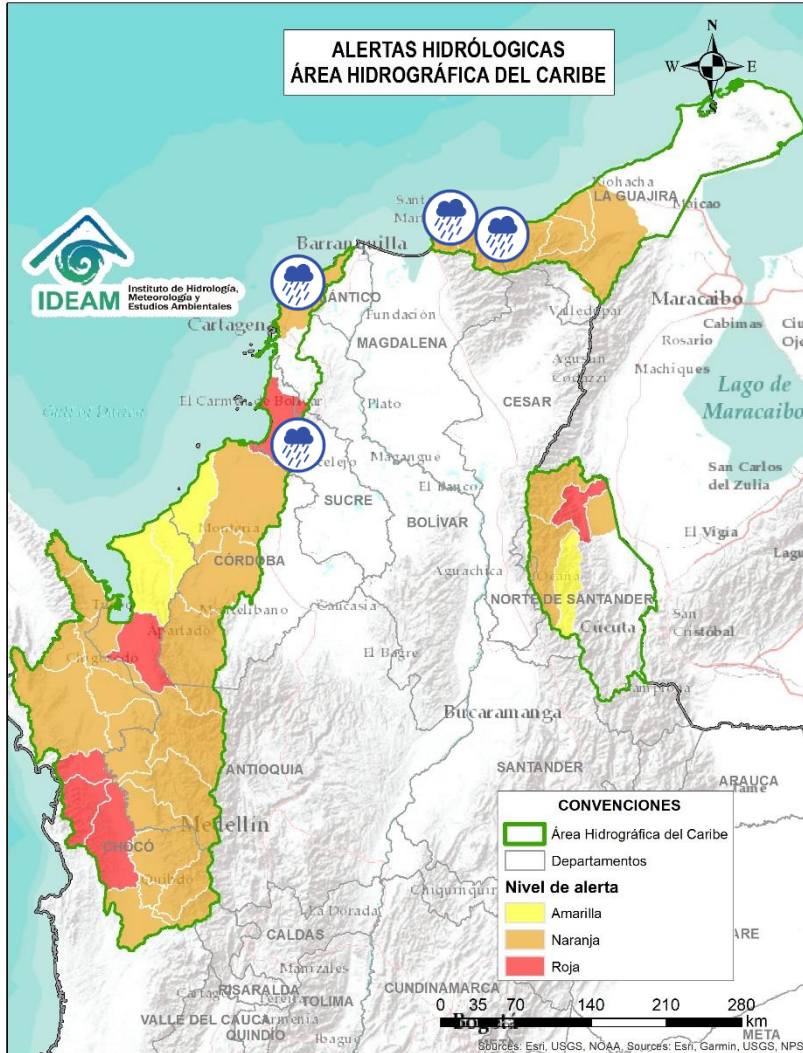 ALERTAS HIDRÓLOGICAS
ÁREA HIDROGRÁFICA DEL CARIBE
N
W E
S
IDEAM
Instituto de Hidrología,
Meteorología y
Estudios Ambientales
LA GUAJIRA
Maicao
Barranquilla
Maracaibo
Valledupar
Fundación
Cabimas
MAGDALENA
Rosario
Machiques
CESAR
Lago de
Maracaibo
El Carmen de Bolívar
Plato
Magangue
San Carlos
del Zulia
SUCRE
El Banco
BOLÍVAR
El Vigía
Montería
CÓRDOBA
Aguachica
Ocaña
NORTE DE SANTANDER
Montelibano
Caucasia
San
Cristóbal
Cucuta
Apartado
El Bagre
Pamplona
Bucaramanga
ANTIOQUIA
SANTANDER
ARAUCA
Medellín
CHOCÓ
Quibdó
La Dorada
CALDAS
Manizales
RISARALDA
CUNDINAMARCA
TOLIMA
VALLE DEL CAUCA
QUINDÍO
Ibague
Bogotá
META
CONVENCIONES
Área Hidrográfica del Caribe
Departamentos
Nivel de alerta
Amarilla
Naranja
Roja
0 35 70 140 210 280
km
Sources: Esri, USGS, NOAA, Sources: Esri, Garmin, USGS, NPS